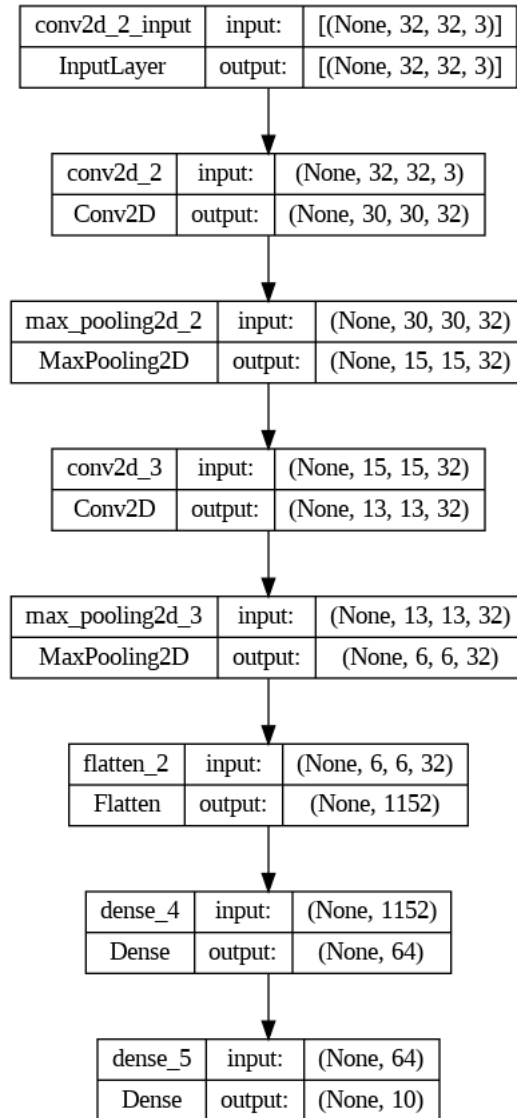 conv2d_2_input input: [(None, 32, 32, 3)]
InputLayer output: [(None, 32, 32, 3)]
conv2d_2 input: (None, 32, 32, 3)
Conv2D output: (None, 30, 30, 32)
max_pooling2d_2 input: (None, 30, 30, 32)
MaxPooling2D output: (None, 15, 15, 32)
conv2d_3 input: (None, 15, 15, 32)
Conv2D output: (None, 13, 13, 32)
max_pooling2d_3 input: (None, 13, 13, 32)
MaxPooling2D output: (None, 6, 6, 32)
flatten_2 input: (None, 6, 6, 32)
Flatten output: (None, 1152)
dense_4 input: (None, 1152)
Dense output: (None, 64)
dense_5 input: (None, 64)
Dense output: (None, 10)